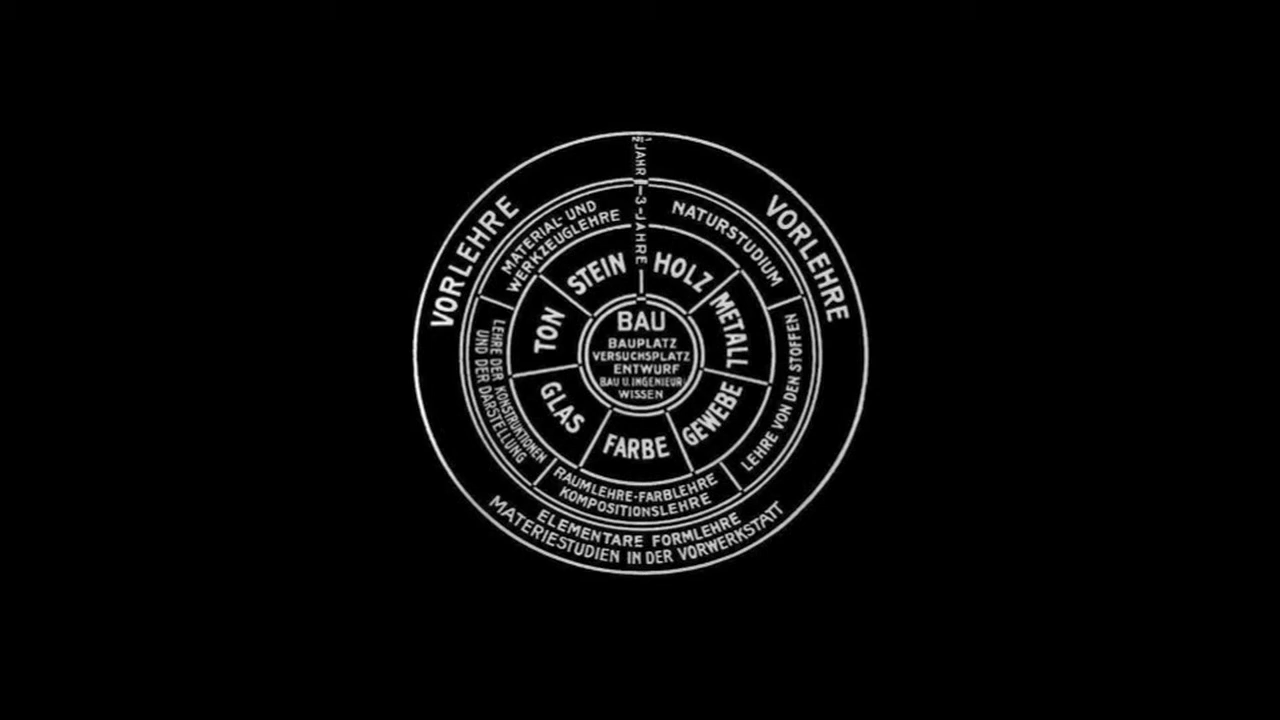 ½ JAHR
VORLEHRE
VORLEHRE
ELEMENTARE FORMLEHRE
MATERIESTUDIEN IN DER VORWERKSTATT
3-JAHRE
MATERIAL- UND
WERKZEUGLEHRE
NATURSTUDIUM
LEHRE VON DEN STOFFEN
RAUMLEHRE-FARBLEHRE
KOMPOSITIONSLEHRE
LEHRE DER KONSTRUKTIONEN
UND DER DARSTELLUNG
STEIN
HOLZ
METALL
GEWEBE
FARBE
GLAS
TON
BAU
BAUPLATZ
VERSUCHSPLATZ
ENTWURF
BAU U. INGENIEUR
WISSEN